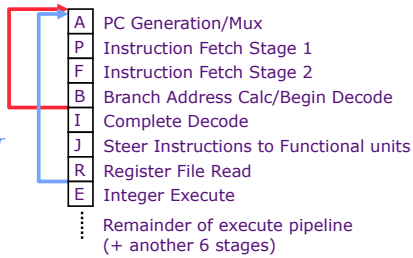 A PC Generation/Mux
P Instruction Fetch Stage 1
F Instruction Fetch Stage 2
B Branch Address Calc/Begin Decode
I Complete Decode
J Steer Instructions to Functional units
R Register File Read
E Integer Execute
Remainder of execute pipeline
(+ another 6 stages)